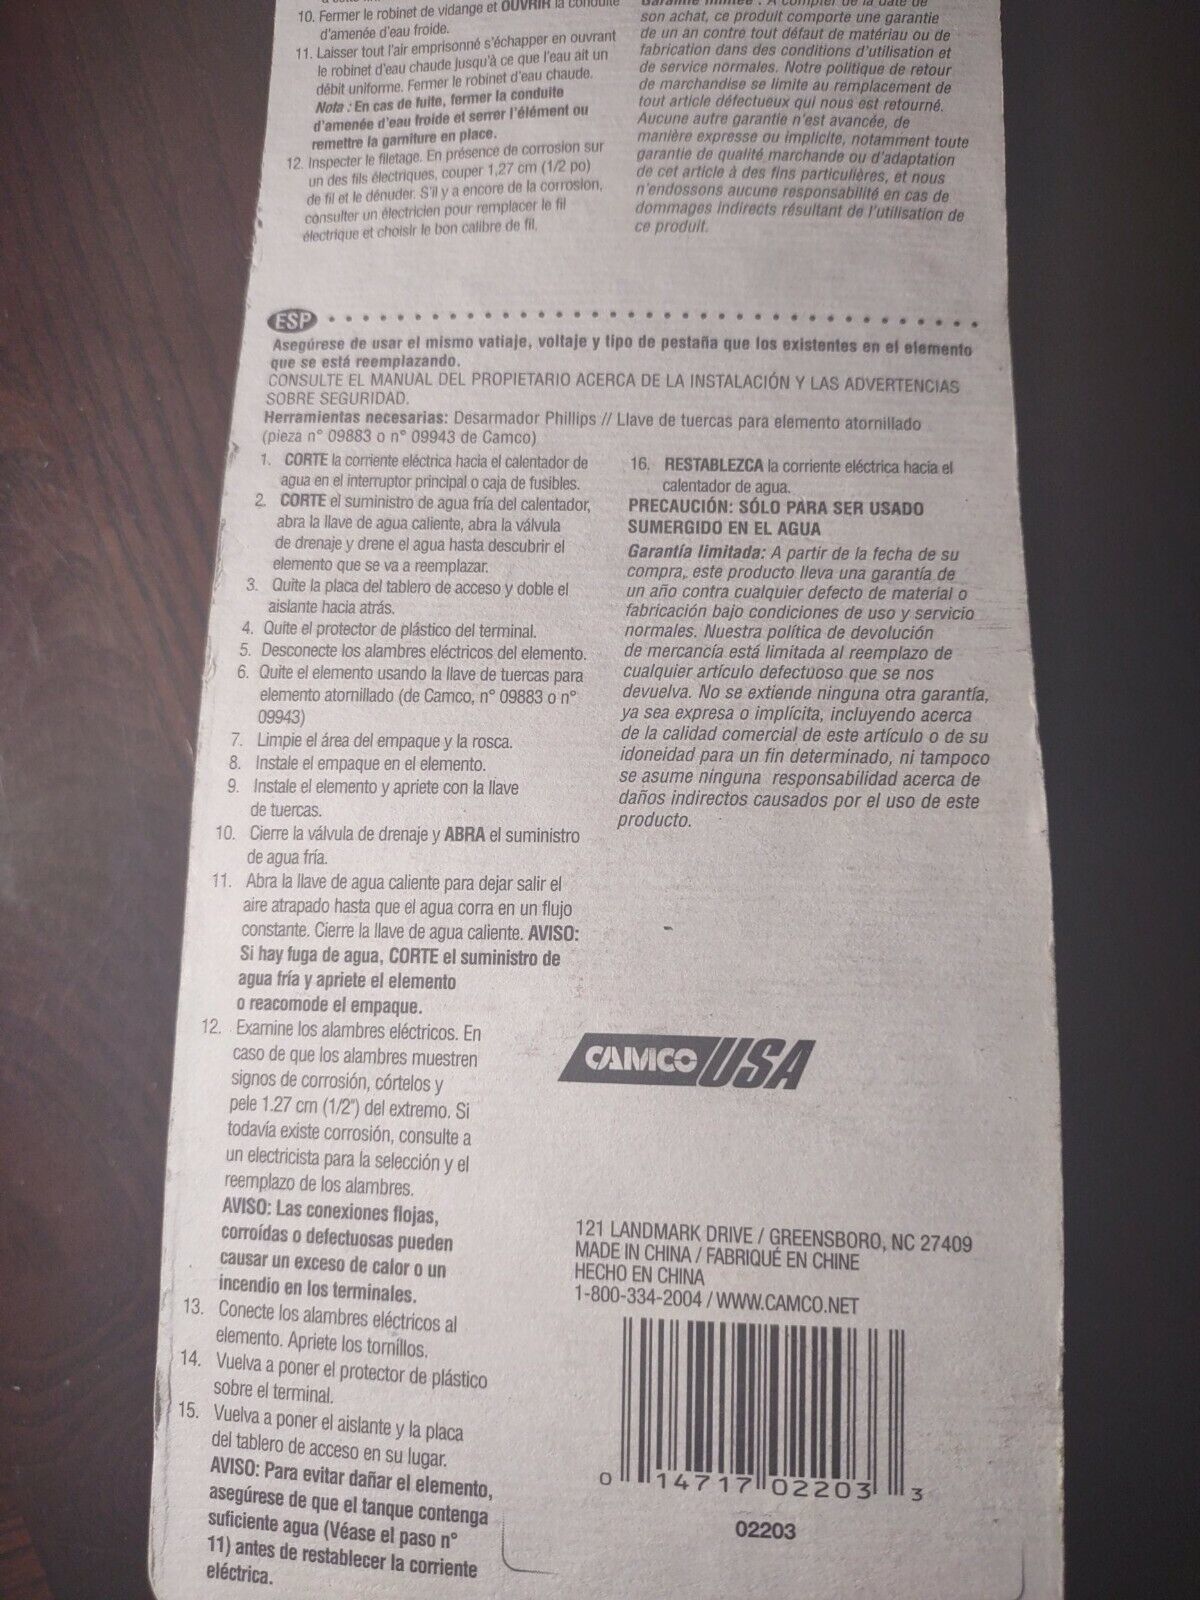 10. Fermer le robinet de vidange et OUVRIR la conduite
d'amenée d'eau froide.
11. Laisser tout l'air emprisonné s'échapper en ouvrant
le robinet d'eau chaude jusqu'à ce que l'eau ait un
débit uniforme. Fermer le robinet d'eau chaude.
Nota : En cas de fuite, fermer la conduite
d'amenée d'eau froide et serrer l'élément ou
remettre la garniture en place.
12. Inspecter le filetage. En présence de corrosion sur
un des fils électriques, couper 1,27 cm (1/2 po)
de fil et le dénuder. S'il y a encore de la corrosion,
consulter un électricien pour remplacer le fil
électrique et choisir le bon calibre de fil.
Garantie limitée : À compter de la date de
son achat, ce produit comporte une garantie
de un an contre tout défaut de matériau ou de
fabrication dans des conditions d'utilisation et
de service normales. Notre politique de retour
de marchandise se limite au remplacement de
tout article défectueux qui nous est retourné.
Aucune autre garantie n'est avancée, de
manière expresse ou implicite, notamment toute
garantie de qualité marchande ou d'adaptation
de cet article à des fins particulières, et nous
n'endossons aucune responsabilité en cas de
dommages indirects résultant de l'utilisation de
ce produit.
ESP
Asegúrese de usar el mismo vatiaje, voltaje y tipo de pestaña que los existentes en el elemento
que se está reemplazando.
CONSULTE EL MANUAL DEL PROPIETARIO ACERCA DE LA INSTALACIÓN Y LAS ADVERTENCIAS
SOBRE SEGURIDAD.
Herramientas necesarias: Desarmador Phillips // Llave de tuercas para elemento atornillado
(pieza n° 09883 o n° 09943 de Camco)
1. CORTE la corriente eléctrica hacia el calentador de
agua en el interruptor principal o caja de fusibles.
2. CORTE el suministro de agua fría del calentador,
abra la llave de agua caliente, abra la válvula
de drenaje y drene el agua hasta descubrir el
elemento que se va a reemplazar.
3. Quite la placa del tablero de acceso y doble el
aislante hacia atrás.
4. Quite el protector de plástico del terminal.
5. Desconecte los alambres eléctricos del elemento.
6. Quite el elemento usando la llave de tuercas para
elemento atornillado (de Camco, n° 09883 o n°
09943)
7. Limpie el área del empaque y la rosca.
8. Instale el empaque en el elemento.
9. Instale el elemento y apriete con la llave
de tuercas.
10. Cierre la válvula de drenaje y ABRA el suministro
de agua fría.
11. Abra la llave de agua caliente para dejar salir el
aire atrapado hasta que el agua corra en un flujo
constante. Cierre la llave de agua caliente. AVISO:
Si hay fuga de agua, CORTE el suministro de
agua fría y apriete el elemento
o reacomode el empaque.
12. Examine los alambres eléctricos. En
caso de que los alambres muestren
signos de corrosión, córtelos y
pele 1.27 cm (1/2") del extremo. Si
todavía existe corrosión, consulte a
un electricista para la selección y el
reemplazo de los alambres.
AVISO: Las conexiones flojas,
corroídas o defectuosas pueden
causar un exceso de calor o un
incendio en los terminales.
13. Conecte los alambres eléctricos al
elemento. Apriete los tornillos.
14. Vuelva a poner el protector de plástico
sobre el terminal.
15. Vuelva a poner el aislante y la placa
del tablero de acceso en su lugar.
AVISO: Para evitar dañar el elemento,
asegúrese de que el tanque contenga
suficiente agua (Véase el paso n°
11) antes de restablecer la corriente
eléctrica.
16. RESTABLEZCA la corriente eléctrica hacia el
calentador de agua.
PRECAUCIÓN: SÓLO PARA SER USADO
SUMERGIDO EN EL AGUA
Garantía limitada: A partir de la fecha de su
compra, este producto lleva una garantía de
un año contra cualquier defecto de material o
fabricación bajo condiciones de uso y servicio
normales. Nuestra política de devolución
de mercancía está limitada al reemplazo de
cualquier artículo defectuoso que se nos
devuelva. No se extiende ninguna otra garantía,
ya sea expresa o implícita, incluyendo acerca
de la calidad comercial de este artículo o de su
idoneidad para un fin determinado, ni tampoco
se asume ninguna responsabilidad acerca de
daños indirectos causados por el uso de este
producto.
CAMCO USA
121 LANDMARK DRIVE / GREENSBORO, NC 27409
MADE IN CHINA / FABRIQUÉ EN CHINE
HECHO EN CHINA
1-800-334-2004 / WWW.CAMCO.NET
0 14717 02203 3
02203